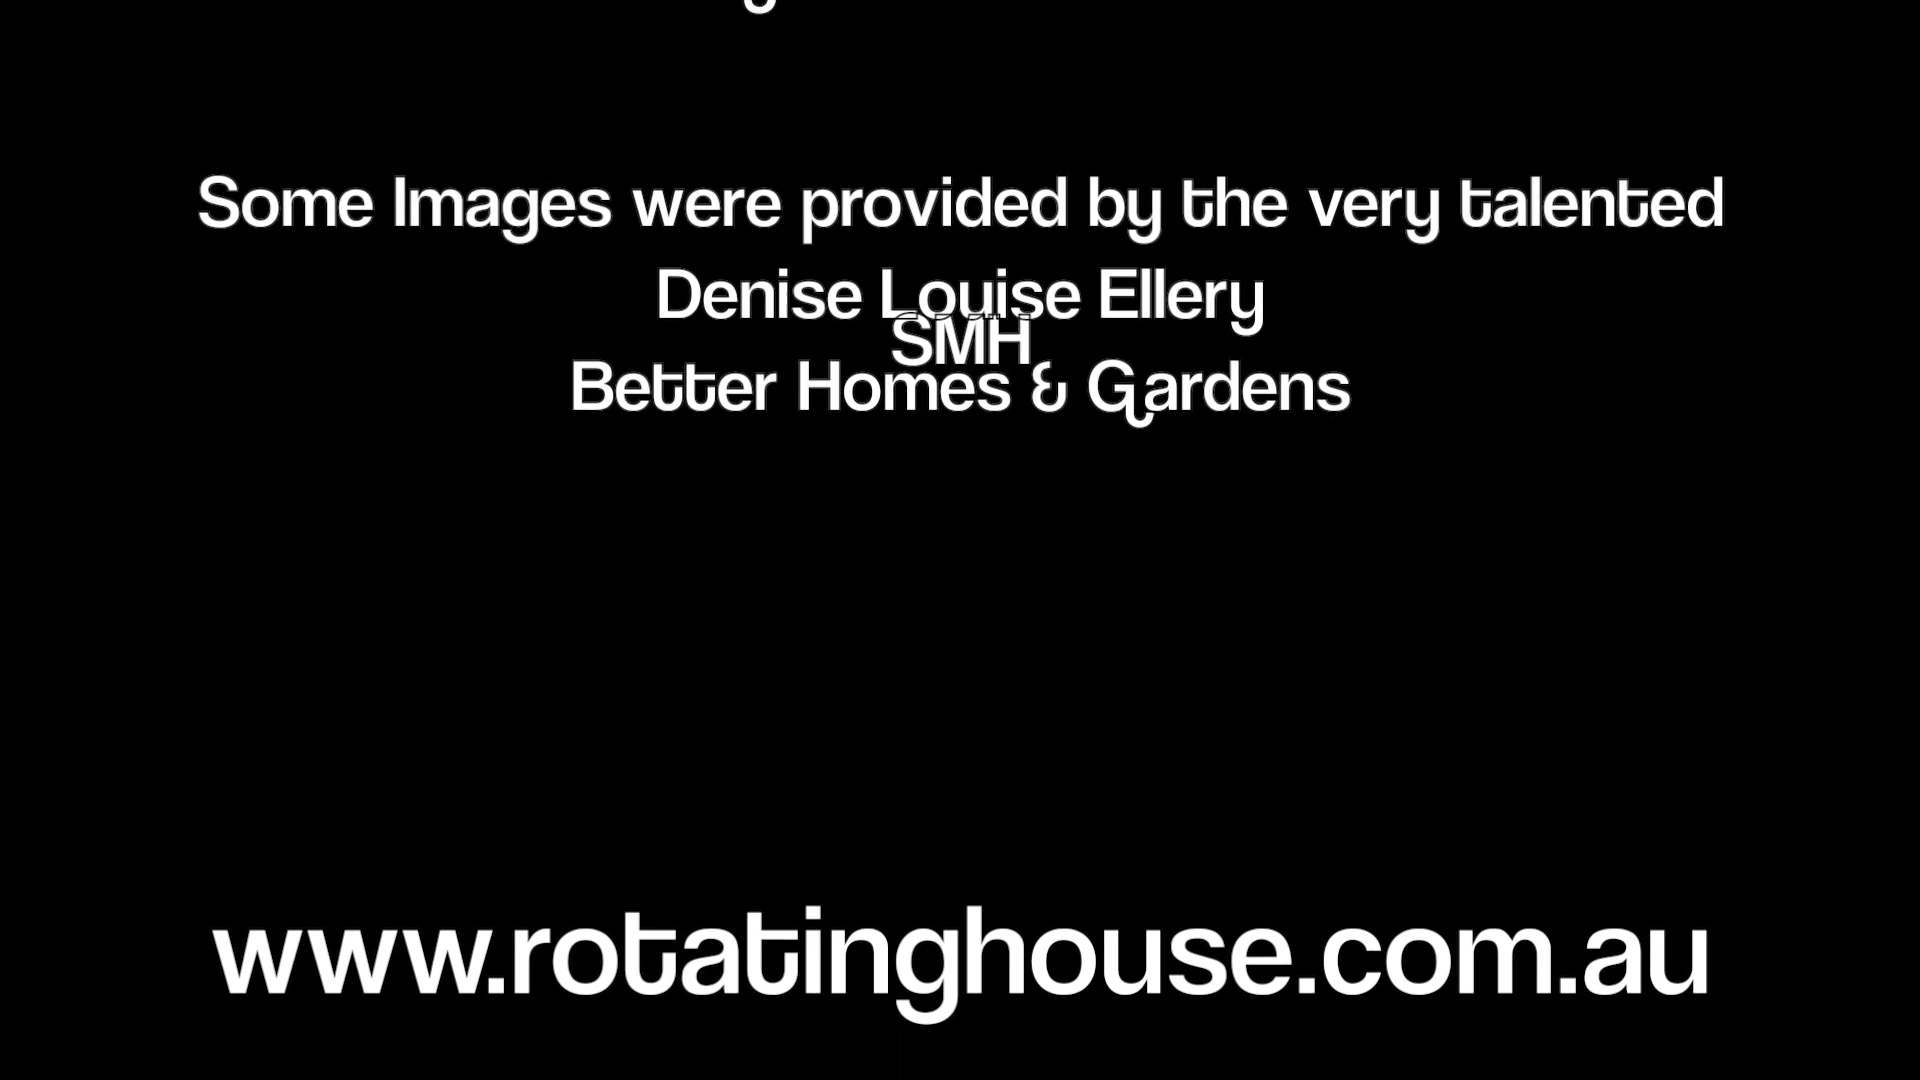 Some Images were provided by the very talented
Denise Louise Ellery
SMH
Better Homes & Gardens
www.rotatinghouse.com.au